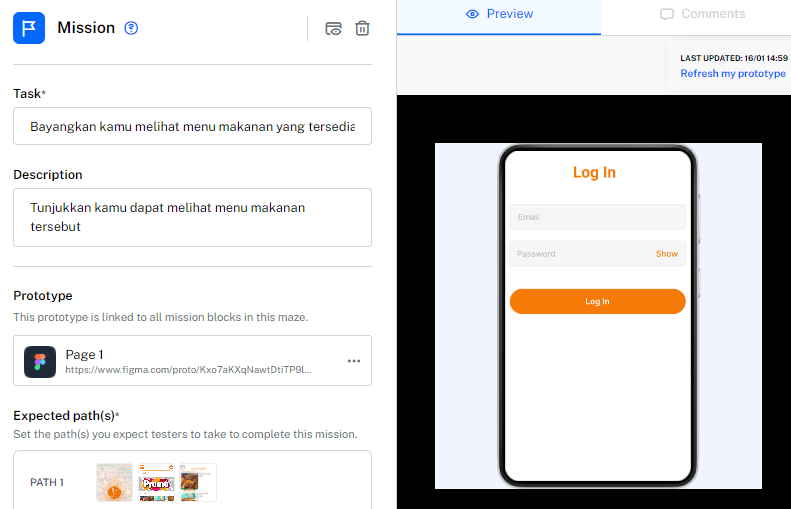 Mission
Preview
Comments
LAST UPDATED: 16/01 14:59
Refresh my prototype
Task*
Bayangkan kamu melihat menu makanan yang tersedia
Description
Tunjukkan kamu dapat melihat menu makanan
tersebut
Prototype
This prototype is linked to all mission blocks in this maze.
Page 1
https://www.figma.com/proto/Kxo7aKXqNawtDtiTP9l...
Expected path(s)*
Set the path(s) you expect testers to take to complete this mission.
PATH 1
Promo
Log In
Email
Password
Show
Log In